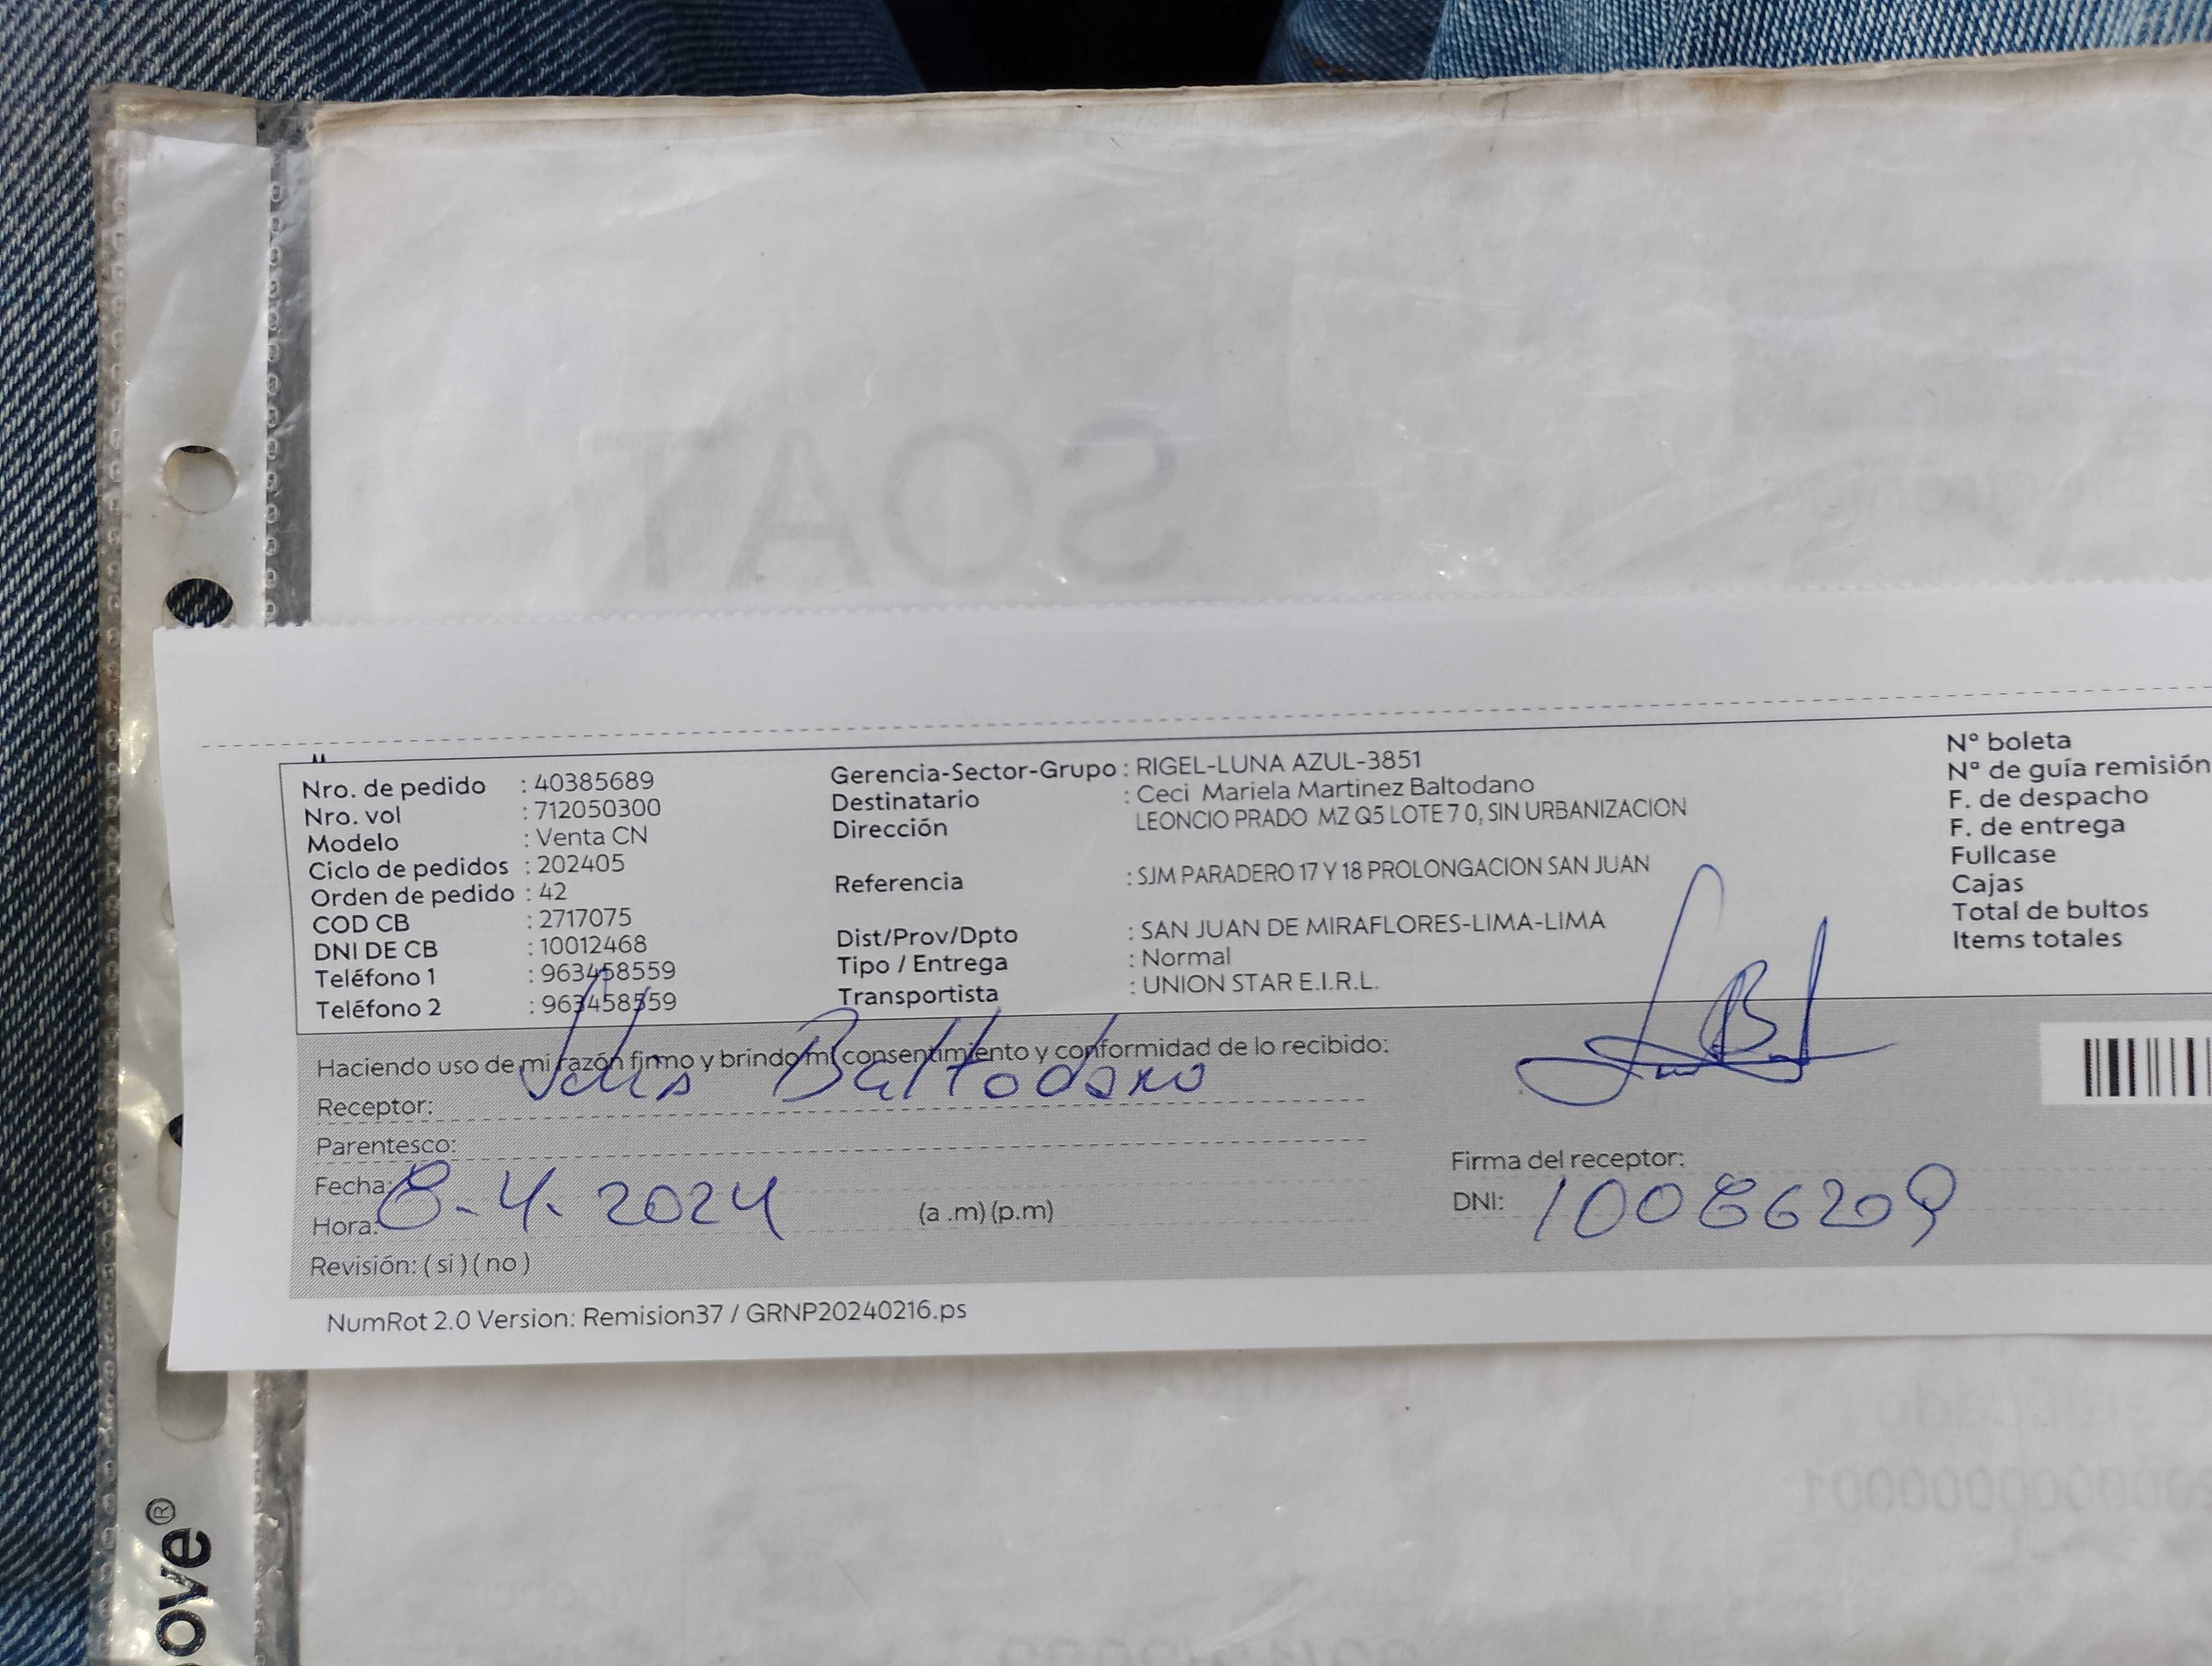 SOAT
Nro. de pedido : 40385689
Nro. vol : 712050300
Modelo : Venta CN
Ciclo de pedidos : 202405
Orden de pedido : 42
COD CB : 2717075
DNI DE CB : 10012468
Teléfono 1 : 963458559
Teléfono 2 : 963458559
Gerencia-Sector-Grupo : RIGEL-LUNA AZUL-3851
Destinatario : Ceci Mariela Martinez Baltodano
Dirección LEONCIO PRADO MZ Q5 LOTE 7 0, SIN URBANIZACION
Referencia : SJM PARADERO 17 Y 18 PROLONGACION SAN JUAN
Dist/Prov/Dpto : SAN JUAN DE MIRAFLORES-LIMA-LIMA
Tipo / Entrega : Normal
Transportista : UNION STAR E.I.R.L.
N° boleta
N° de guía remisión
F. de despacho
F. de entrega
Fullcase
Cajas
Total de bultos
Items totales
Haciendo uso de mi razón firmo y brindo mi consentimiento y conformidad de lo recibido:
Receptor: Baltodano
Parentesco:
Fecha: 8-4-2024
Hora: (a .m) (p.m)
Revisión: ( si ) ( no )
Firma del receptor:
DNI: 10086209
NumRot 2.0 Version: Remision37 / GRNP20240216.ps
ove®